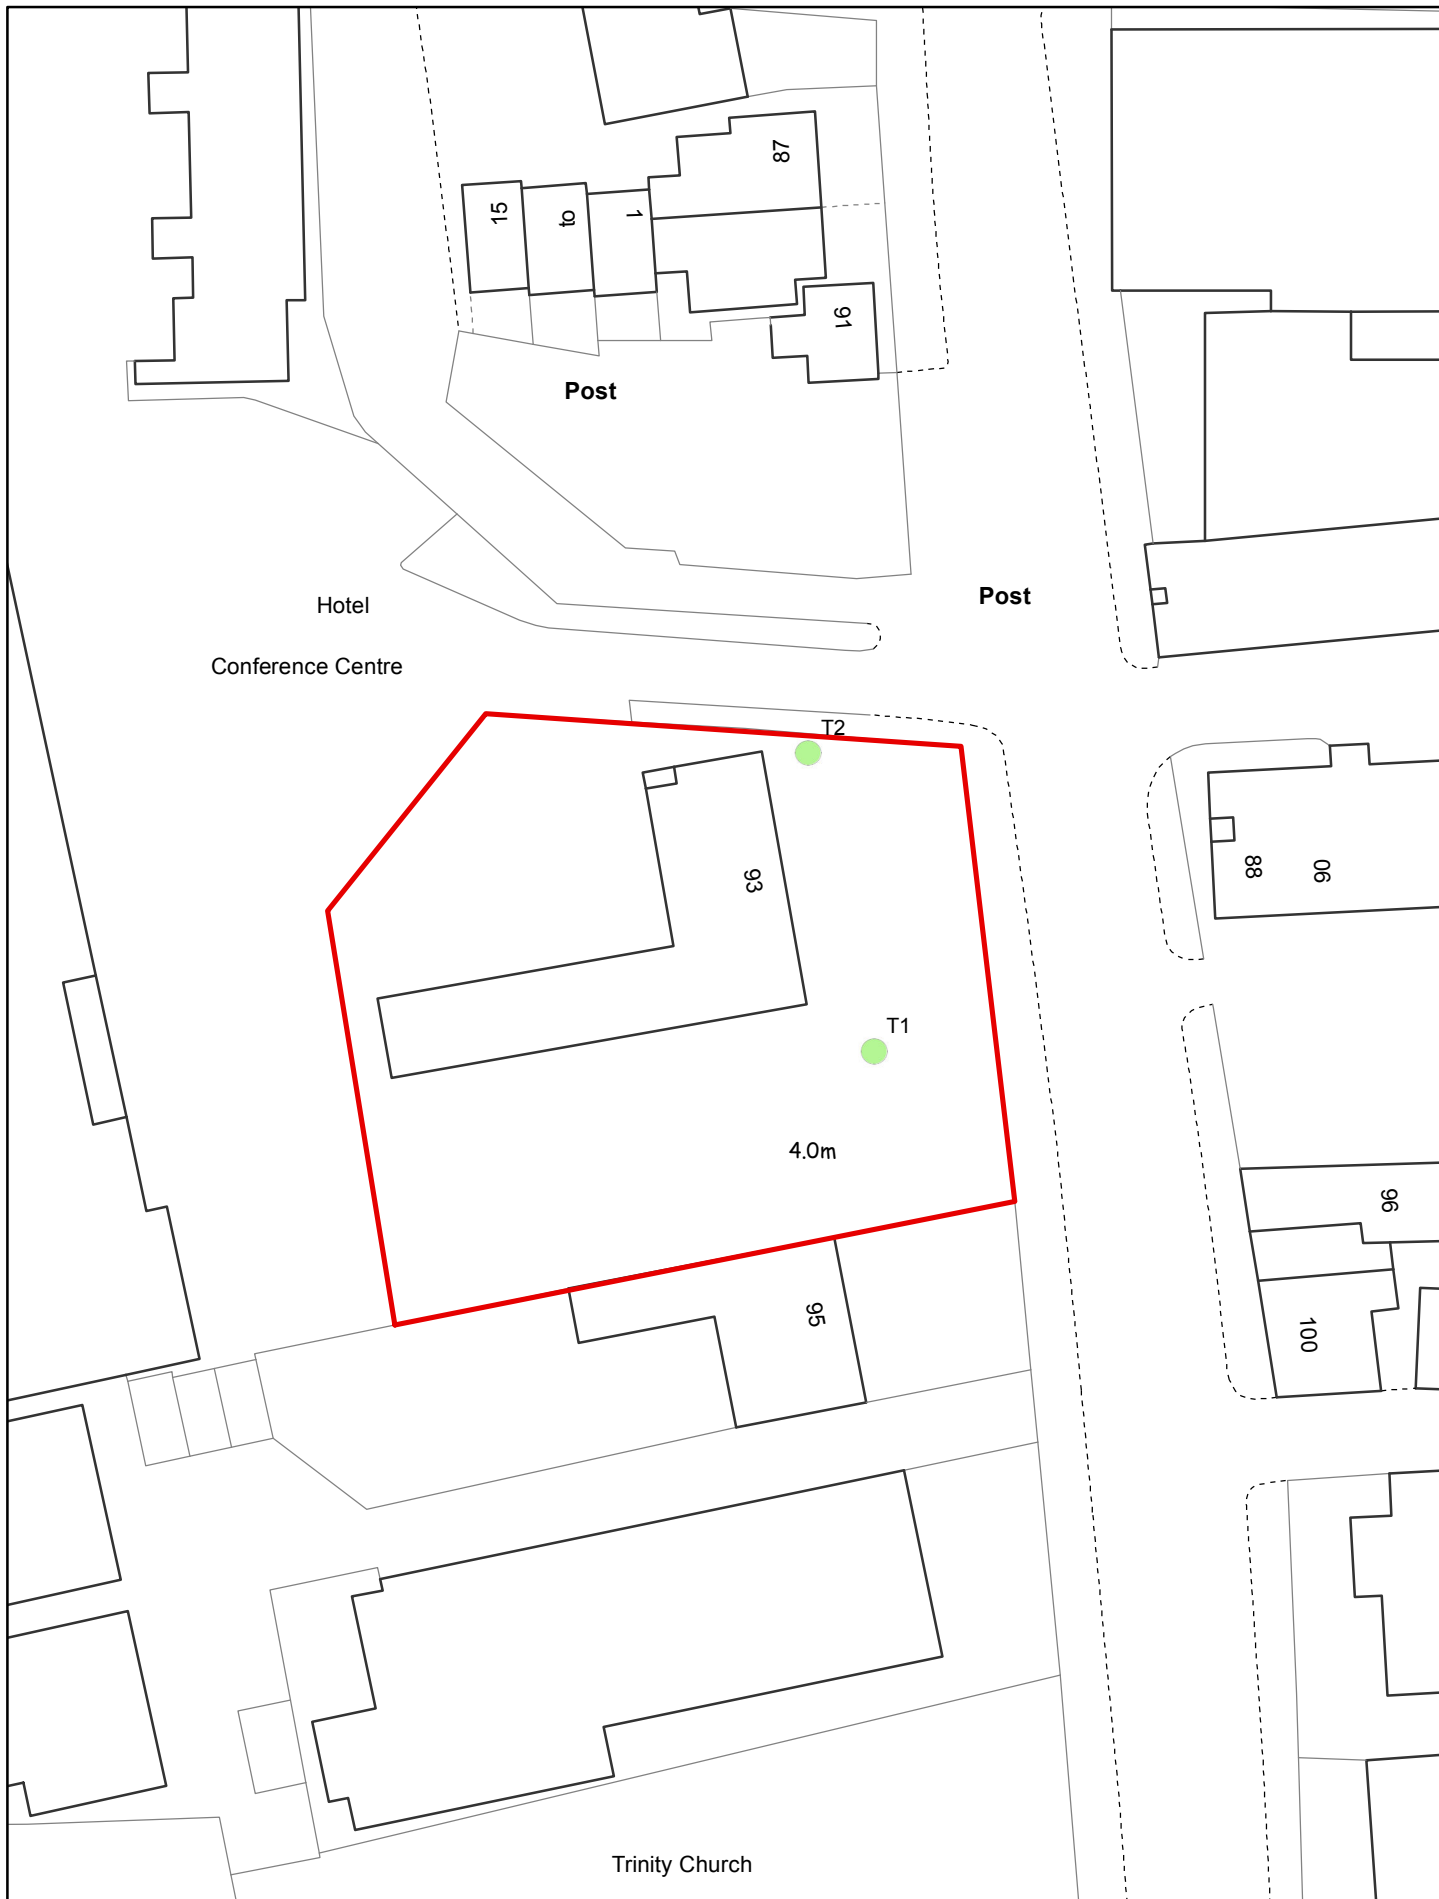 87
15
to
1
91
Post
Post
Hotel
Conference Centre
T2
93
88
90
T1
4.0m
96
95
100
Trinity Church